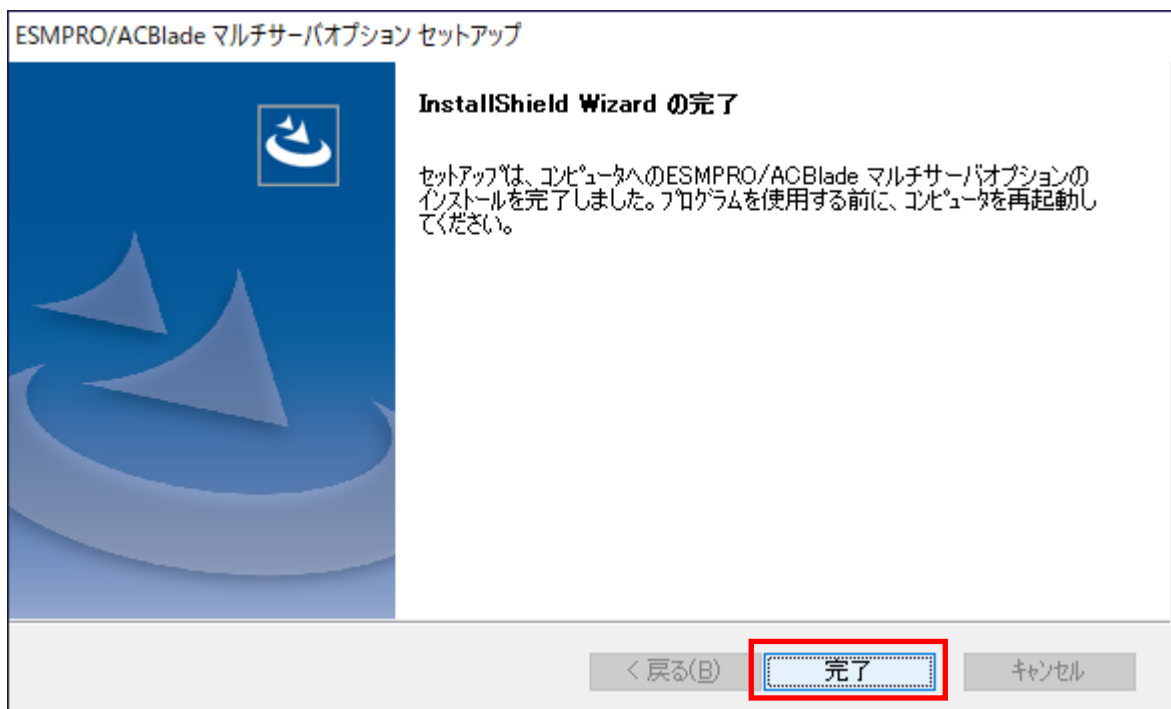 ESMPRO/ACBlade マルチサーバオプション セットアップ
InstallShield Wizard の完了
セットアップは、コンピュータへのESMPRO/ACBlade マルチサーバオプションの
インストールを完了しました。プログラムを使用する前に、コンピュータを再起動し
てください。
< 戻る(B)
完了
キャンセル